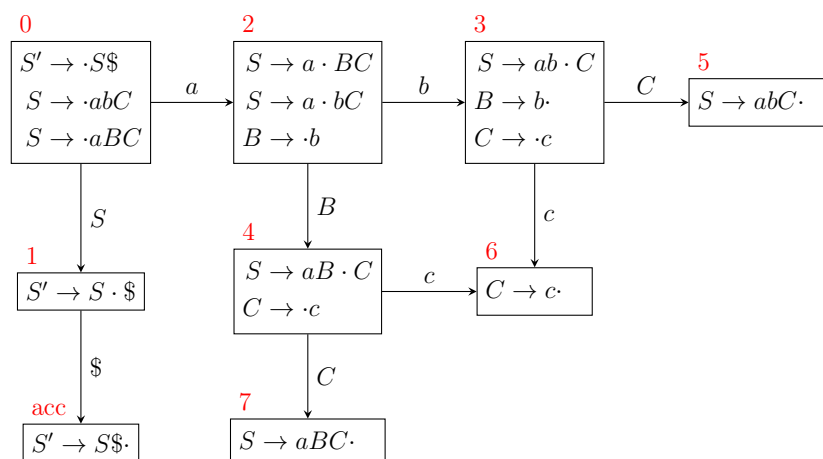 0
S' → ·S$
S → ·abC
S → ·aBC
a
2
S → a · BC
S → a · bC
B → ·b
b
3
S → ab · C
B → b·
C → ·c
C
5
S → abC·
S
B
c
1
S' → S · $
4
S → aB · C
C → ·c
c
6
C → c·
$
C
acc
S' → S$·
7
S → aBC·